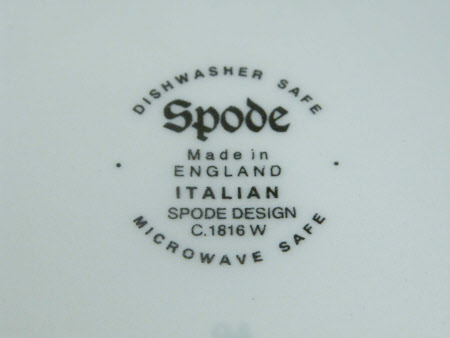 DISHWASHER SAFE
Spode
Made in
ENGLAND
ITALIAN
SPODE DESIGN
C.1816 W
MICROWAVE SAFE